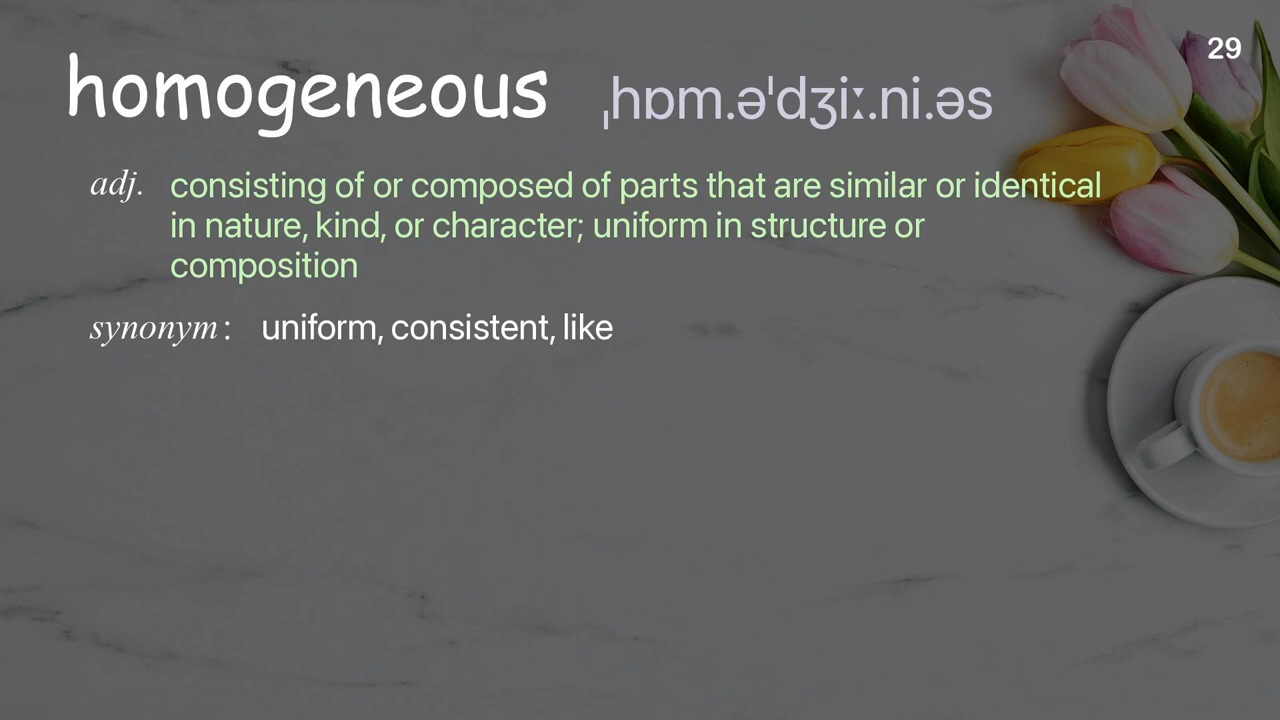 29
homogeneous ˌhɒm.əˈdʒiː.ni.əs
adj. consisting of or composed of parts that are similar or identical
in nature, kind, or character; uniform in structure or
composition
synonym: uniform, consistent, like